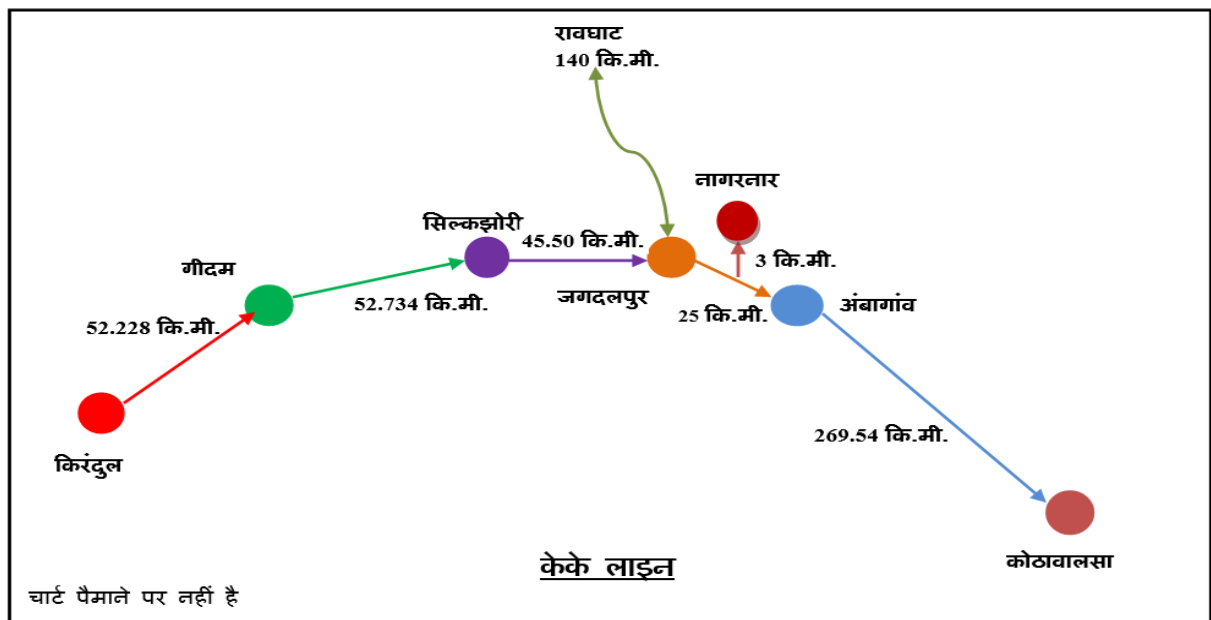 रावघाट
140 कि.मी.
नागरनार
सिल्कझोरी
45.50 कि.मी.
3 कि.मी.
गीदम
जगदलपुर
52.734 कि.मी.
25 कि.मी.
अंबागांव
52.228 कि.मी.
269.54 कि.मी.
किरंदुल
केके लाइन
कोठावालसा
चार्ट पैमाने पर नहीं है